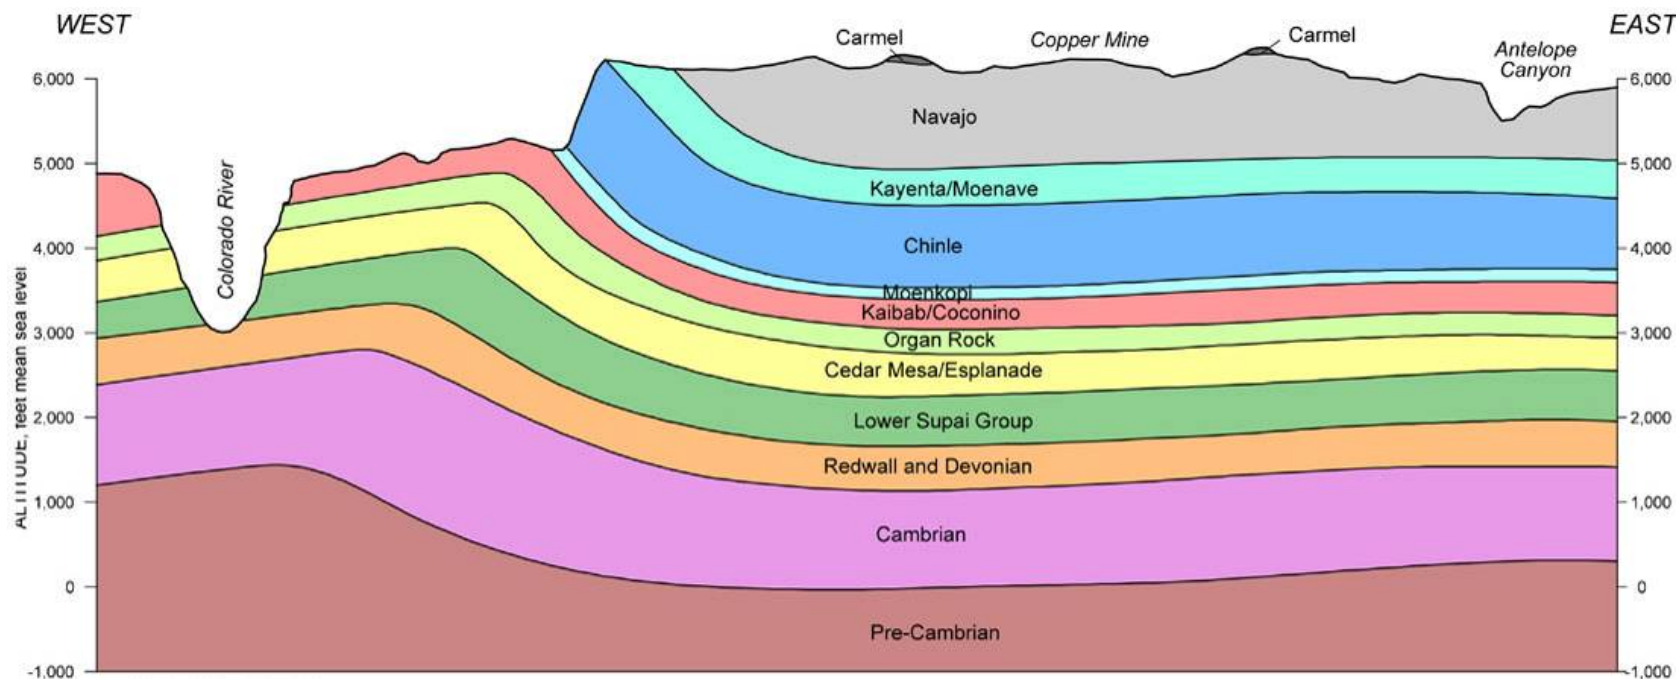 WEST
EAST
Carmel
Copper Mine
Carmel
Antelope
Canyon
6,000
6,000
Navajo
5,000
5,000
Colorado River
Kayenta/Moenave
4,000
Chinle
4,000
Moenkopi
Kaibab/Coconino
3,000
3,000
Organ Rock
Cedar Mesa/Esplanade
2,000
Lower Supai Group
2,000
Redwall and Devonian
1,000
1,000
Cambrian
0
0
Pre-Cambrian
-1,000
-1,000
ALTITUDE, feet mean sea level